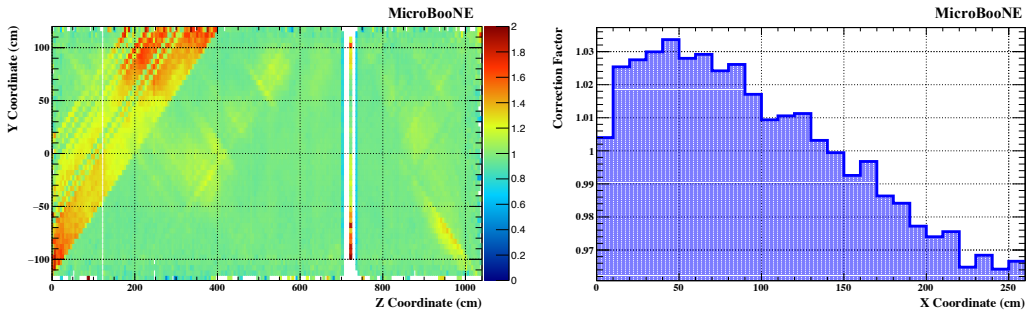 MicroBooNE
Y Coordinate (cm)
100
50
0
−50
−100
0 200 400 600 800 1000
Z Coordinate (cm)
2
1.8
1.6
1.4
1.2
1
0.8
0.6
0.4
0.2
0
MicroBooNE
Correction Factor
1.03
1.02
1.01
1
0.99
0.98
0.97
0 50 100 150 200 250
X Coordinate (cm)